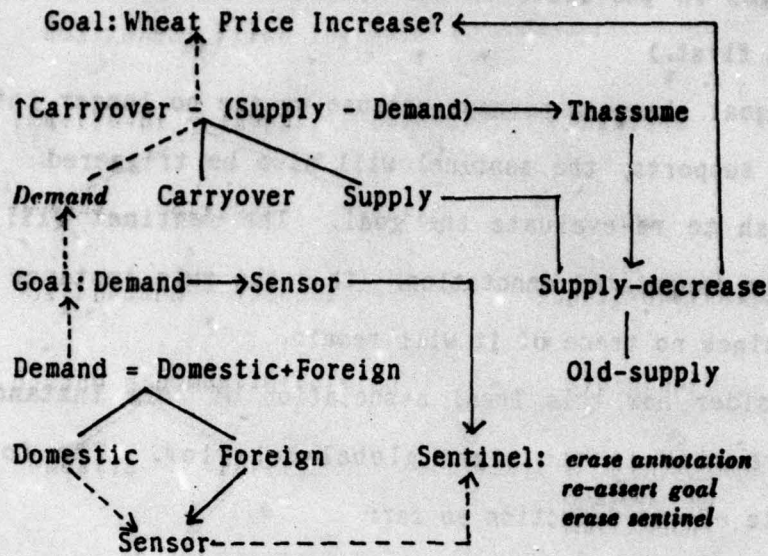 Goal: Wheat Price Increase?
↑Carryover - (Supply - Demand) Thassume
Demand Carryover Supply
Goal: Demand Sensor Supply-decrease
Demand = Domestic+Foreign Old-supply
Domestic Foreign Sentinel: erase annotation
re-assert goal
erase sentinel
Sensor